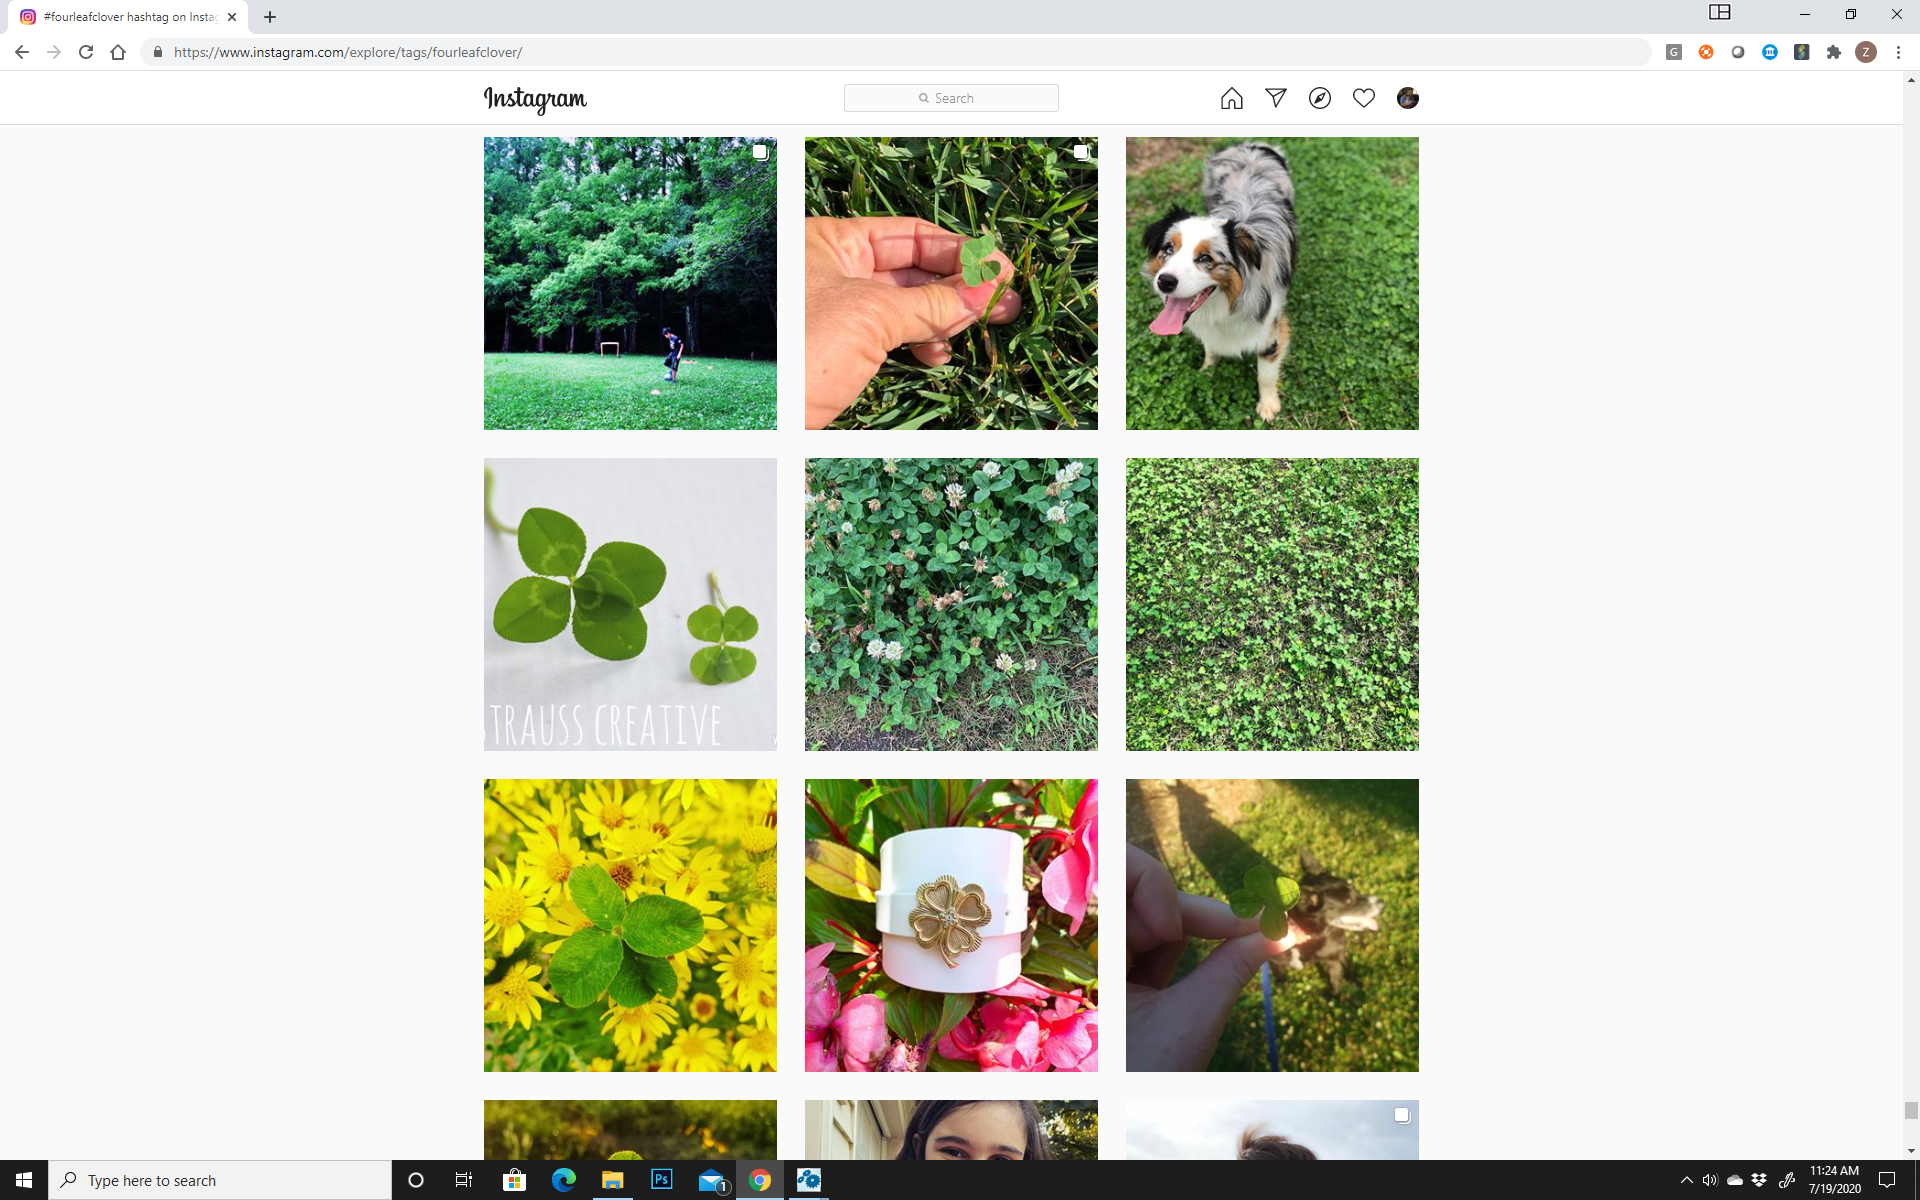 #fourleafclover hashtag on Insta
https://www.instagram.com/explore/tags/fourleafclover/
G
Z
Instagram
Search
TRAUSS CREATIVE
Type here to search
Ps
1
11:24 AM
7/19/2020